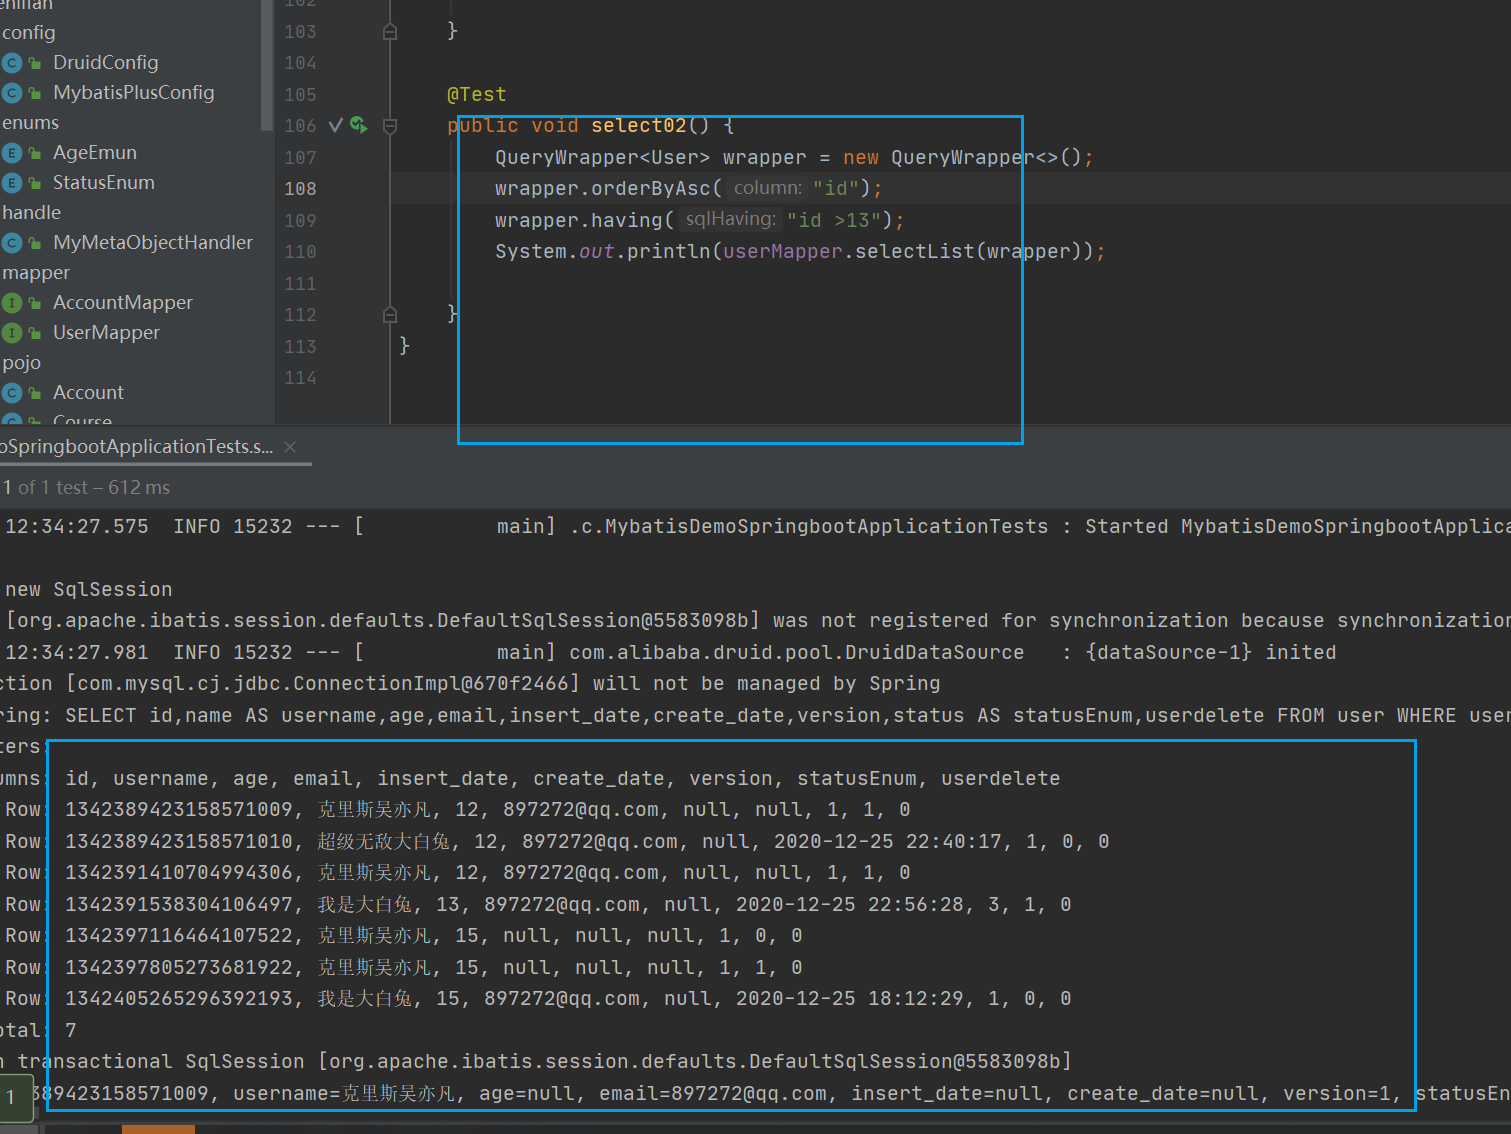 enilfan
config
DruidConfig
MybatisPlusConfig
enums
AgeEmun
StatusEnum
handle
MyMetaObjectHandler
mapper
AccountMapper
UserMapper
pojo
Account
Course
102
103 }
104
105 @Test
106 public void select02() {
107 QueryWrapper<User> wrapper = new QueryWrapper<>();
108 wrapper.orderByAsc( column: "id");
109 wrapper.having( sqlHaving: "id >13");
110 System.out.println(userMapper.selectList(wrapper));
111
112 }
113 }
114
oSpringbootApplicationTests.s...
1 of 1 test – 612 ms
12:34:27.575  INFO 15232 --- [           main] .c.MybatisDemoSpringbootApplicationTests : Started MybatisDemoSpringbootApplica
new SqlSession
[org.apache.ibatis.session.defaults.DefaultSqlSession@5583098b] was not registered for synchronization because synchronization
12:34:27.981  INFO 15232 --- [           main] com.alibaba.druid.pool.DruidDataSource   : {dataSource-1} inited
ction [com.mysql.cj.jdbc.ConnectionImpl@670f2466] will not be managed by Spring
ring: SELECT id,name AS username,age,email,insert_date,create_date,version,status AS statusEnum,userdelete FROM user WHERE user
ters:
umns: id, username, age, email, insert_date, create_date, version, statusEnum, userdelete
Row: 1342389423158571009, 克里斯吴亦凡, 12, 897272@qq.com, null, null, 1, 1, 0
Row: 1342389423158571010, 超级无敌大白兔, 12, 897272@qq.com, null, 2020-12-25 22:40:17, 1, 0, 0
Row: 1342391410704994306, 克里斯吴亦凡, 12, 897272@qq.com, null, null, 1, 1, 0
Row: 1342391538304106497, 我是大白兔, 13, 897272@qq.com, null, 2020-12-25 22:56:28, 3, 1, 0
Row: 1342397116464107522, 克里斯吴亦凡, 15, null, null, null, 1, 0, 0
Row: 1342397805273681922, 克里斯吴亦凡, 15, null, null, null, 1, 1, 0
Row: 1342405265296392193, 我是大白兔, 15, 897272@qq.com, null, 2020-12-25 18:12:29, 1, 0, 0
otal: 7
n transactional SqlSession [org.apache.ibatis.session.defaults.DefaultSqlSession@5583098b]
1 389423158571009, username=克里斯吴亦凡, age=null, email=897272@qq.com, insert_date=null, create_date=null, version=1, statusEn